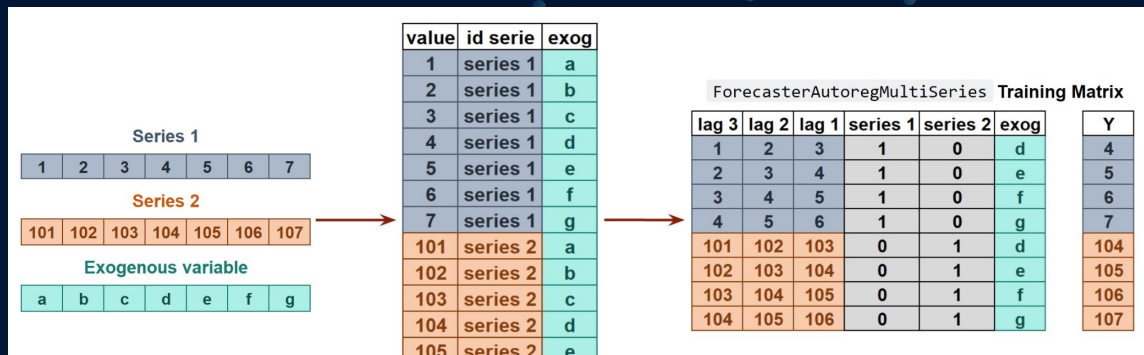 Series 1
1 2 3 4 5 6 7
Series 2
101 102 103 104 105 106 107
Exogenous variable
a b c d e f g
value id serie exog
1 series 1 a
2 series 1 b
3 series 1 c
4 series 1 d
5 series 1 e
6 series 1 f
7 series 1 g
101 series 2 a
102 series 2 b
103 series 2 c
104 series 2 d
105 series 2 e
ForecasterAutoregMultiSeries Training Matrix
lag 3 lag 2 lag 1 series 1 series 2 exog Y
1 2 3 1 0 d 4
2 3 4 1 0 e 5
3 4 5 1 0 f 6
4 5 6 1 0 g 7
101 102 103 0 1 d 104
102 103 104 0 1 e 105
103 104 105 0 1 f 106
104 105 106 0 1 g 107